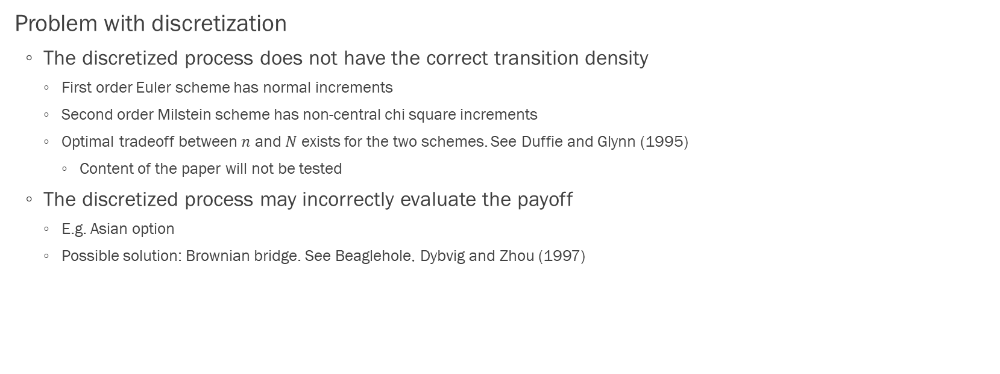 Problem with discretization
◦ The discretized process does not have the correct transition density
◦ First order Euler scheme has normal increments
◦ Second order Milstein scheme has non-central chi square increments
◦ Optimal tradeoff between 𝑛 and 𝑁 exists for the two schemes. See Duffie and Glynn (1995)
◦ Content of the paper will not be tested
◦ The discretized process may incorrectly evaluate the payoff
◦ E.g. Asian option
◦ Possible solution: Brownian bridge. See Beaglehole, Dybvig and Zhou (1997)